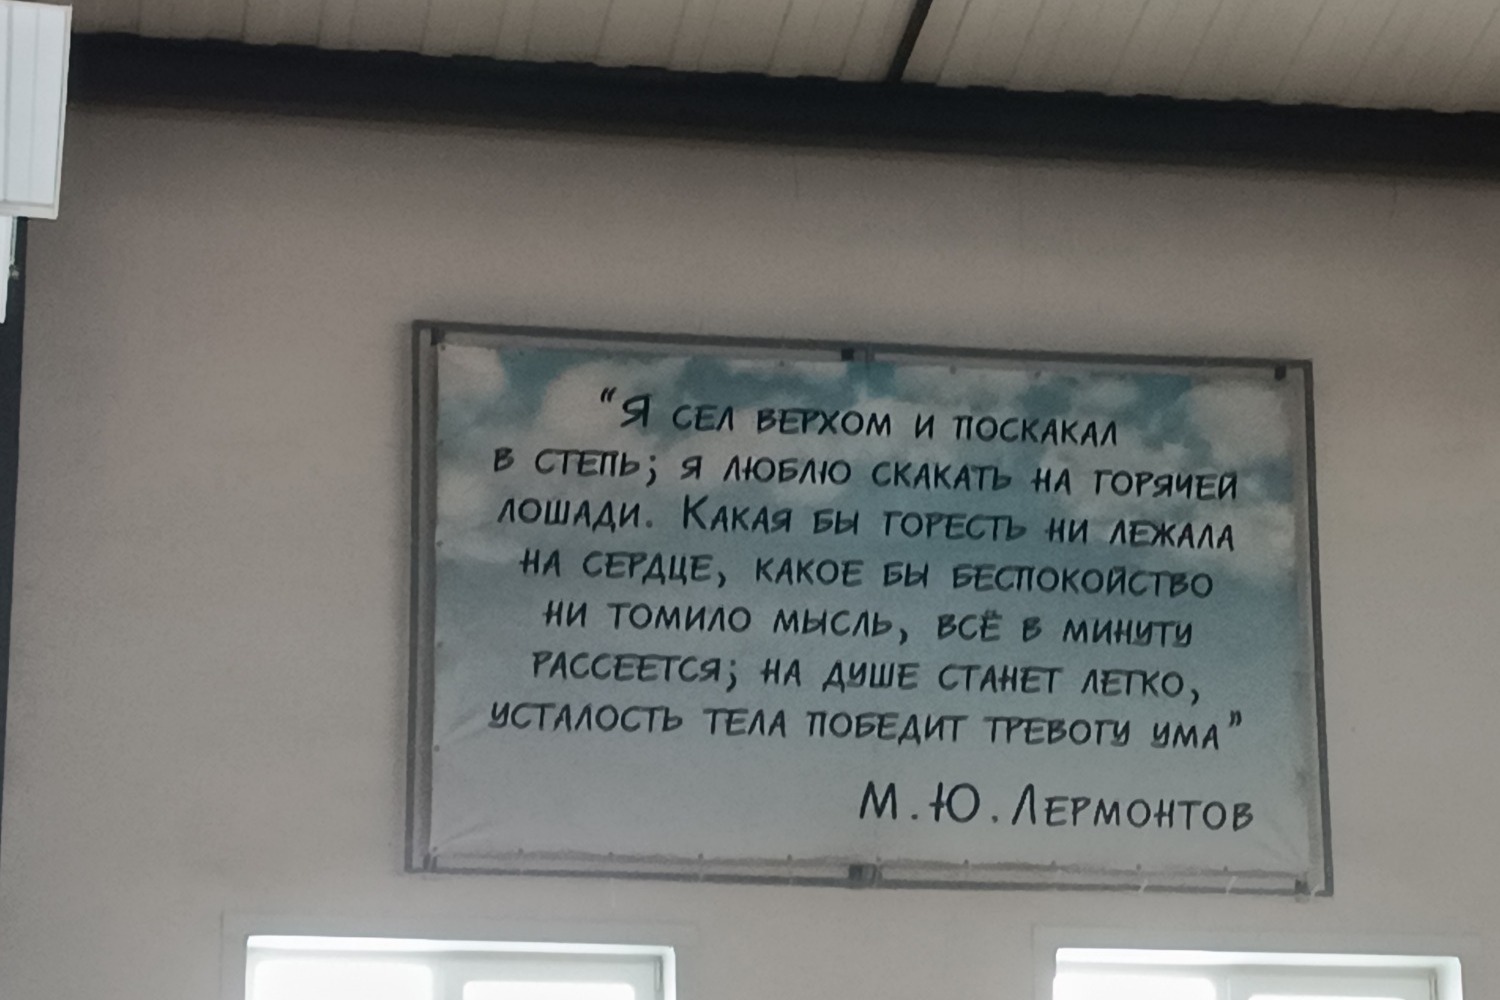 “Я сел верхом и поскакал
в степь; я люблю скакать на горячей
лошади. Какая бы горесть ни лежала
на сердце, какое бы беспокойство
ни томило мысль, всё в минуту
рассеется; на душе станет легко,
усталость тела победит тревогу ума”
М.Ю. Лермонтов